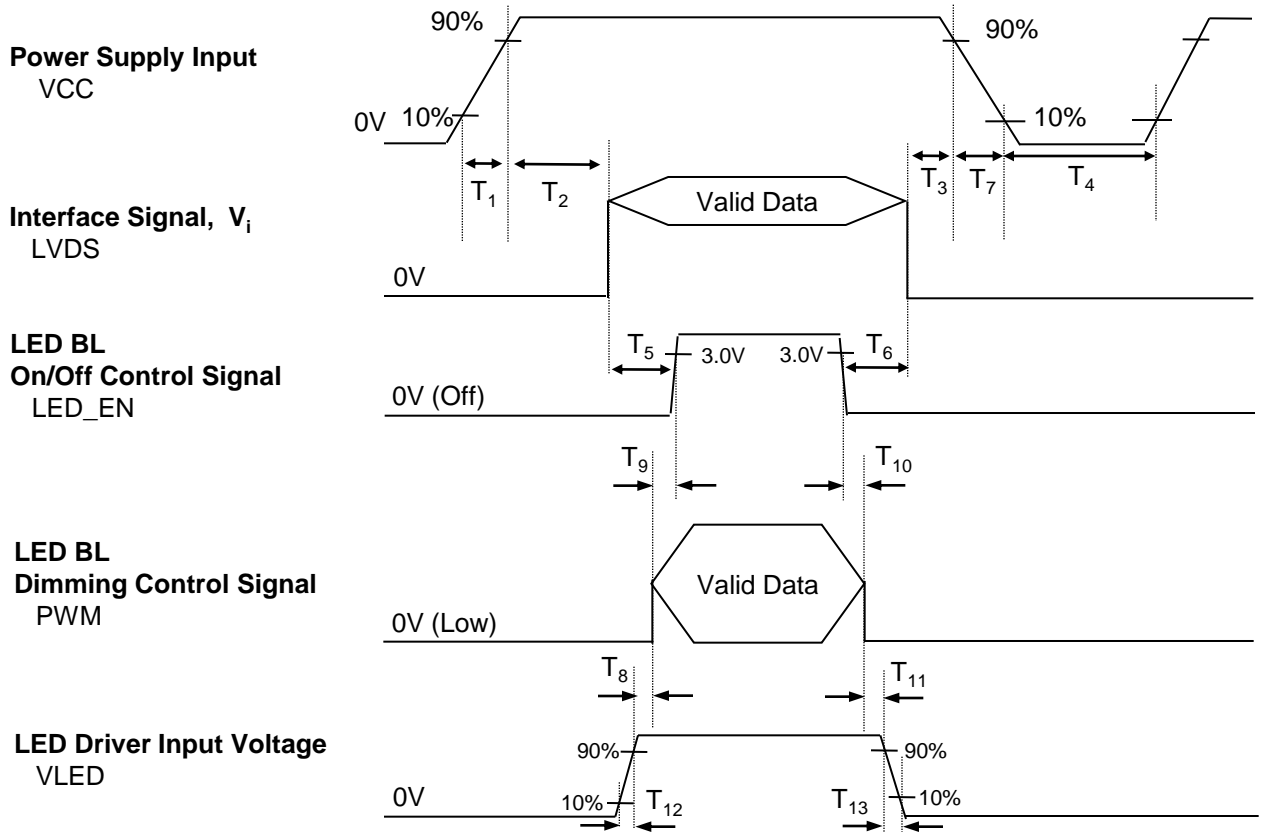 90%
90%
Power Supply Input
VCC
0V
10%
10%
T1
T2
T3
T7
T4
Interface Signal, Vi
LVDS
Valid Data
0V
LED BL
On/Off Control Signal
LED_EN
T5
3.0V
3.0V
T6
0V (Off)
T9
T10
LED BL
Dimming Control Signal
PWM
Valid Data
0V (Low)
T8
T11
LED Driver Input Voltage
VLED
90%
90%
0V
10%
T12
T13
10%